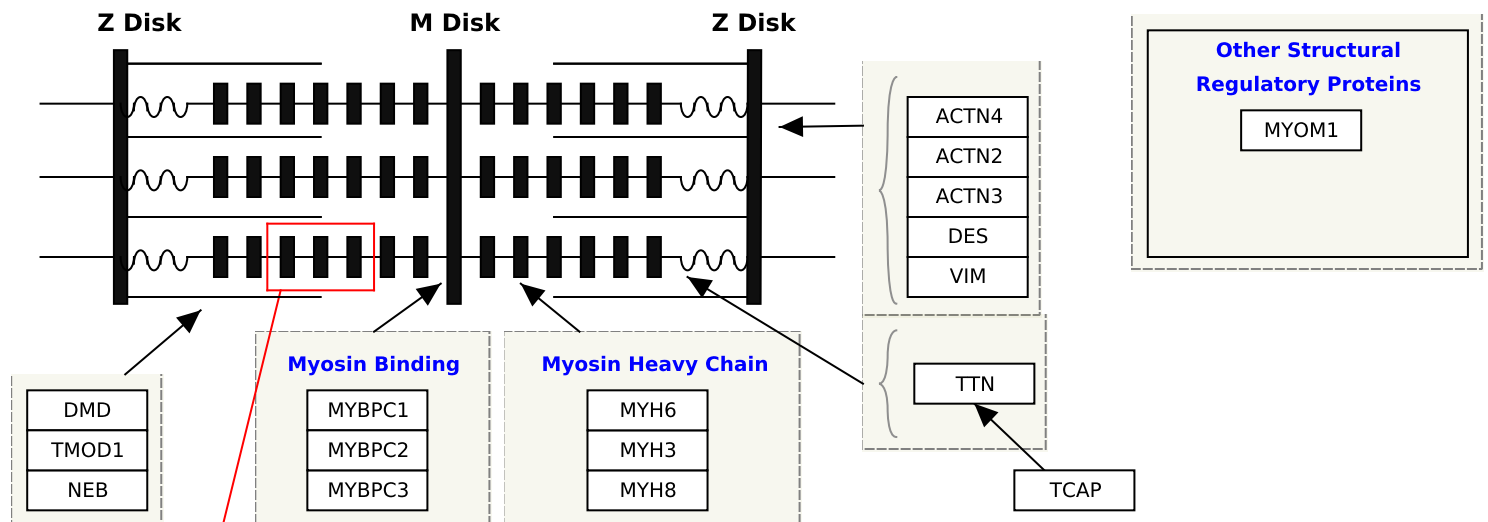 Z Disk
M Disk
Z Disk
Other Structural
Regulatory Proteins
MYOM1
ACTN4
ACTN2
ACTN3
DES
VIM
TTN
TCAP
Myosin Binding
MYBPC1
MYBPC2
MYBPC3
Myosin Heavy Chain
MYH6
MYH3
MYH8
DMD
TMOD1
NEB